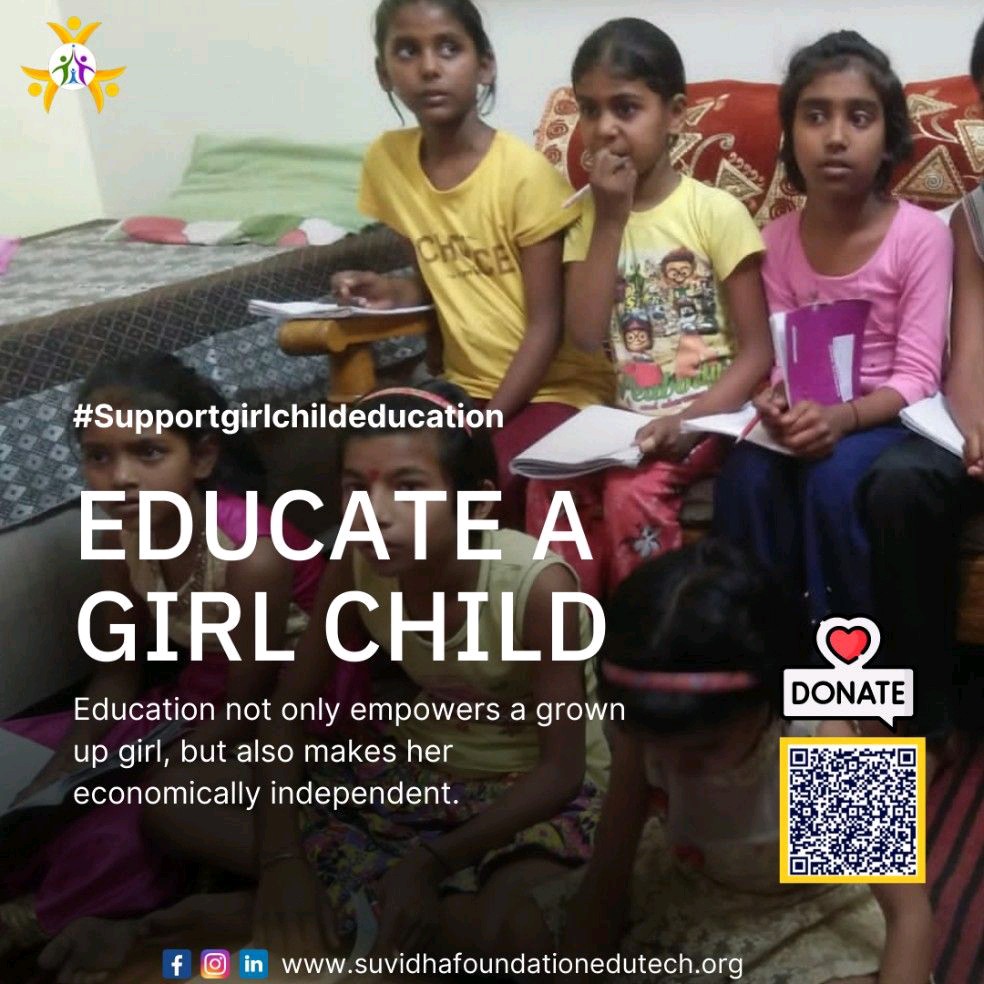 CHOICE
#Supportgirlchildeducation
EDUCATE A
GIRL CHILD
Education not only empowers a grown
up girl, but also makes her
economically independent.
DONATE
www.suvidhafoundationedutech.org